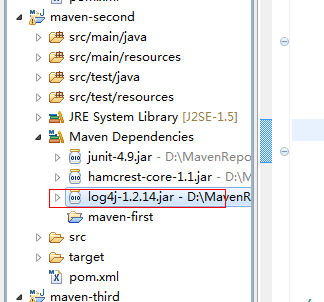 maven-second
src/main/java
src/main/resources
src/test/java
src/test/resources
JRE System Library [J2SE-1.5]
Maven Dependencies
junit-4.9.jar - D:\MavenRepo
hamcrest-core-1.1.jar - D:\M
log4j-1.2.14.jar - D:\MavenR
maven-first
src
target
pom.xml
maven-third